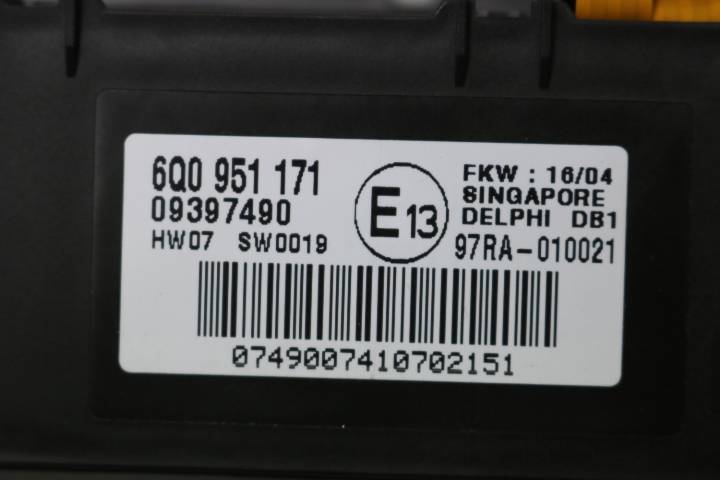 6Q0 951 171
09397490
HW07 SW0019
E13
FKW : 16/04
SINGAPORE
DELPHI DB1
97RA-010021
0749007410702151